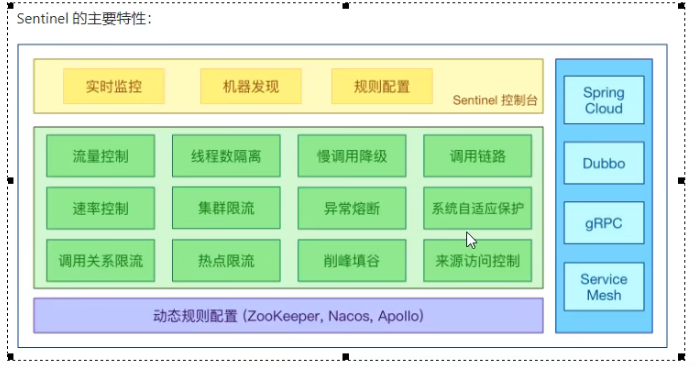 Sentinel 的主要特性：
实时监控 机器发现 规则配置
Sentinel 控制台
流量控制 线程数隔离 慢调用降级 调用链路
速率控制 集群限流 异常熔断 系统自适应保护
调用关系限流 热点限流 削峰填谷 来源访问控制
动态规则配置 (ZooKeeper, Nacos, Apollo)
Spring
Cloud
Dubbo
gRPC
Service
Mesh